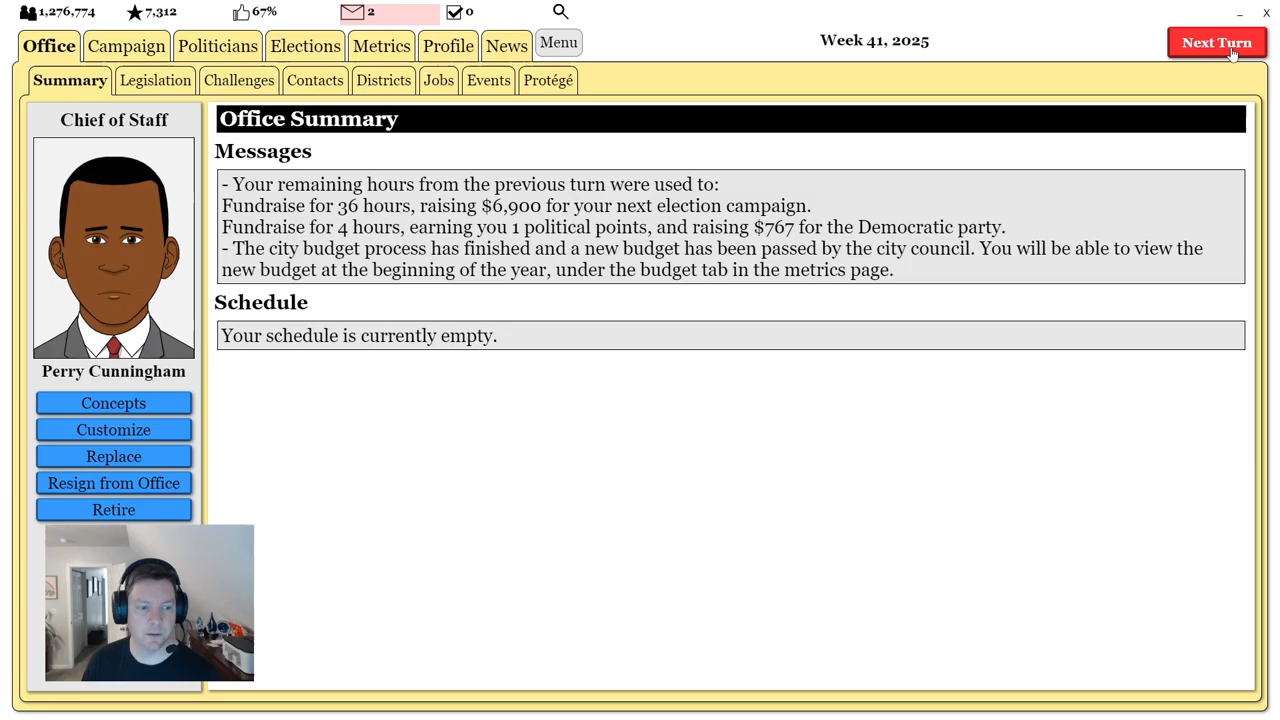 1,276,774 7,312 67% 2 0
_ X
Office Campaign Politicians Elections Metrics Profile News Menu
Week 41, 2025
Next Turn
Summary Legislation Challenges Contacts Districts Jobs Events Protégé
Chief of Staff
Perry Cunningham
Concepts
Customize
Replace
Resign from Office
Retire
Office Summary
Messages
- Your remaining hours from the previous turn were used to:
Fundraise for 36 hours, raising $6,900 for your next election campaign.
Fundraise for 4 hours, earning you 1 political points, and raising $767 for the Democratic party.
- The city budget process has finished and a new budget has been passed by the city council. You will be able to view the
new budget at the beginning of the year, under the budget tab in the metrics page.
Schedule
Your schedule is currently empty.